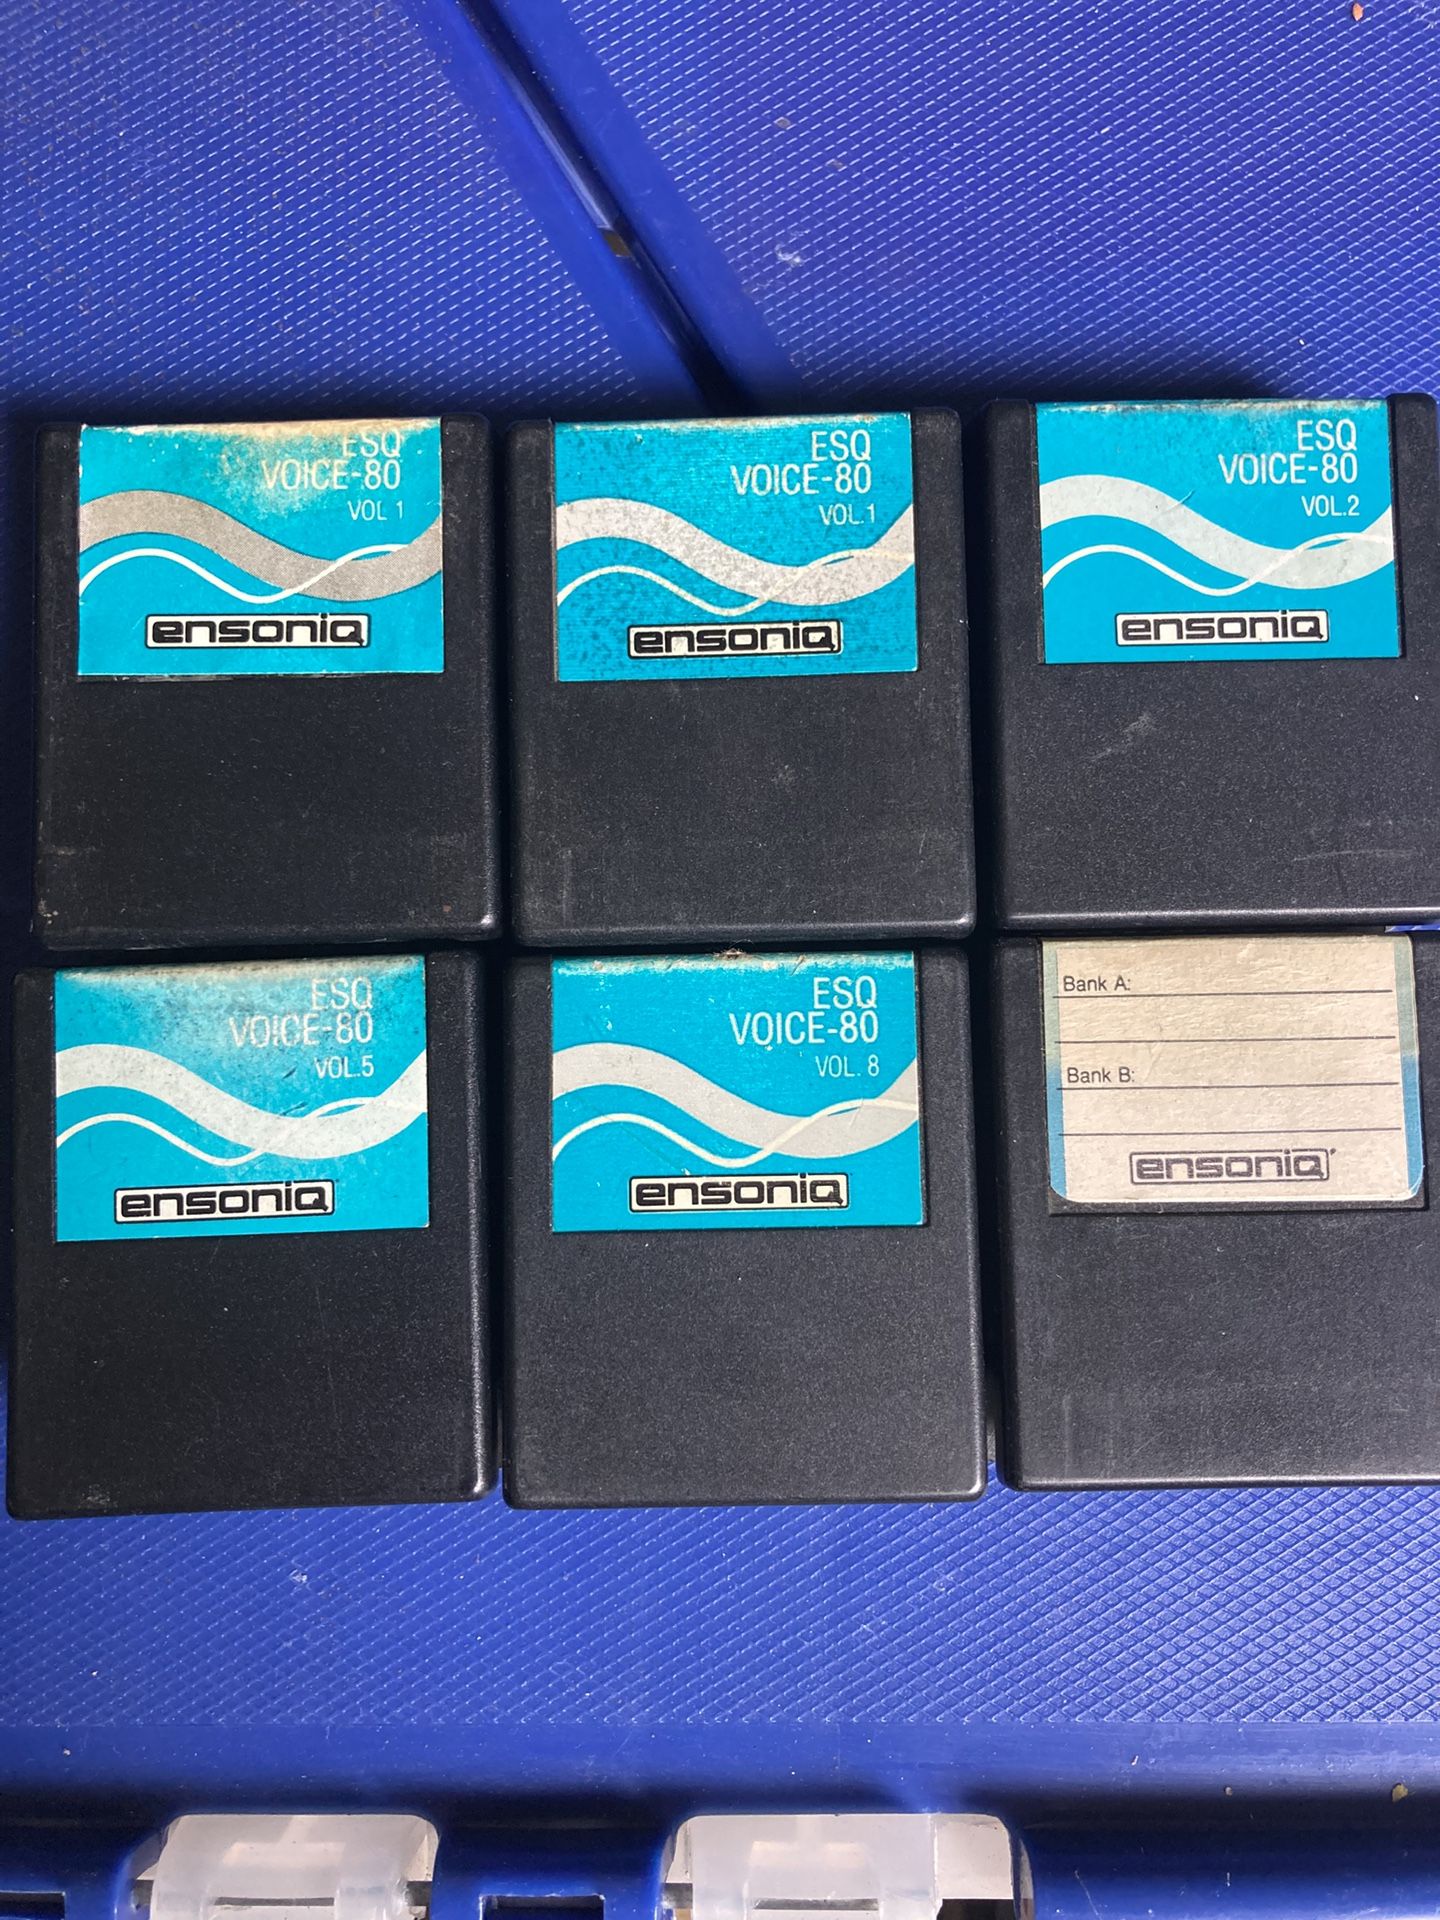 ESQ
VOICE-80
VOL 1
ensoniq
ESQ
VOICE-80
VOL.1
ensoniq
ESQ
VOICE-80
VOL.2
ensoniq
ESQ
VOICE-80
VOL.5
ensoniq
ESQ
VOICE-80
VOL. 8
ensoniq
Bank A:
Bank B:
ensoniq